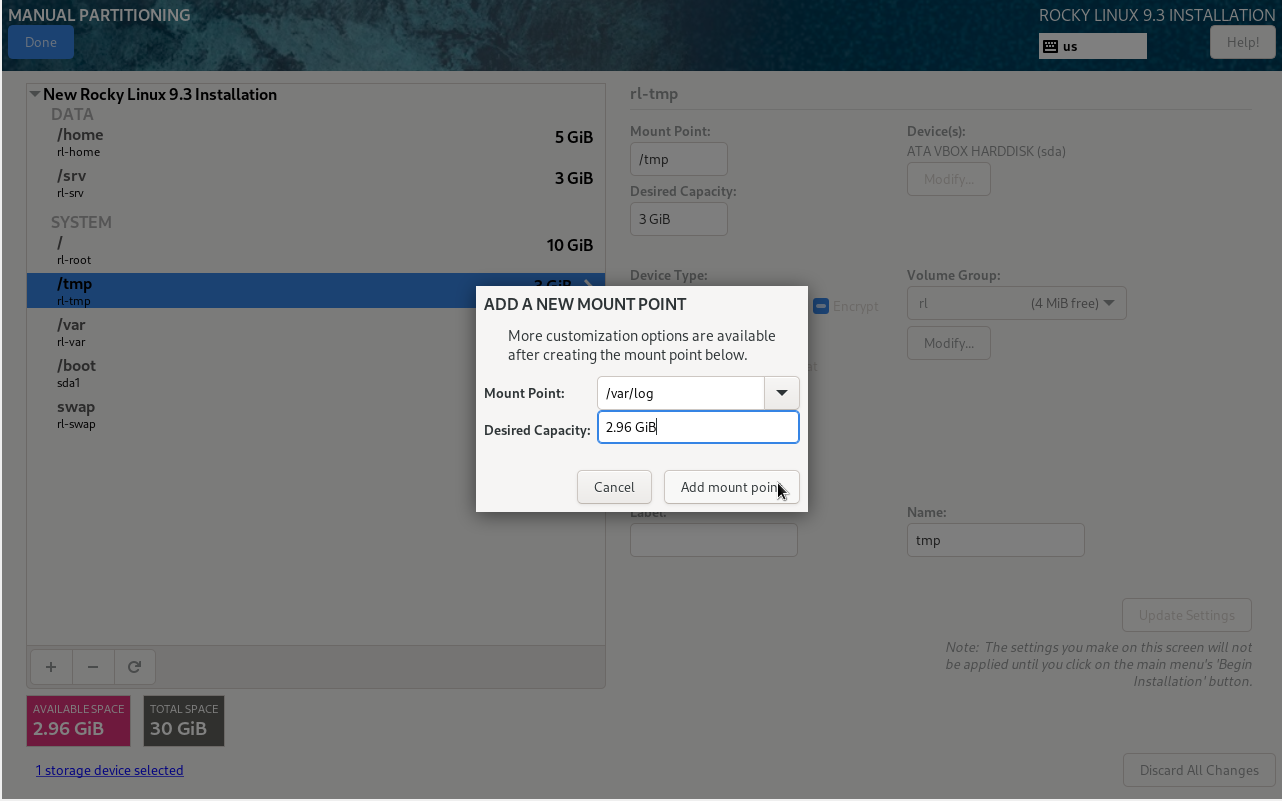 MANUAL PARTITIONING
ROCKY LINUX 9.3 INSTALLATION
Done
us
Help!
New Rocky Linux 9.3 Installation
DATA
/home
5 GiB
rl-home
/srv
3 GiB
rl-srv
SYSTEM
/
10 GiB
rl-root
/tmp
3 GiB
rl-tmp
/var
rl-var
/boot
sda1
swap
rl-swap
AVAILABLE SPACE
2.96 GiB
TOTAL SPACE
30 GiB
1 storage device selected
rl-tmp
Mount Point:
/tmp
Desired Capacity:
3 GiB
Device(s):
ATA VBOX HARDDISK (sda)
Modify...
Device Type:
Encrypt
Volume Group:
rl (4 MiB free)
Modify...
Label:
Name:
tmp
Update Settings
Note: The settings you make on this screen will not
be applied until you click on the main menu's 'Begin
Installation' button.
Discard All Changes
ADD A NEW MOUNT POINT
More customization options are available
after creating the mount point below.
Mount Point: /var/log
Desired Capacity: 2.96 GiB
Cancel
Add mount point